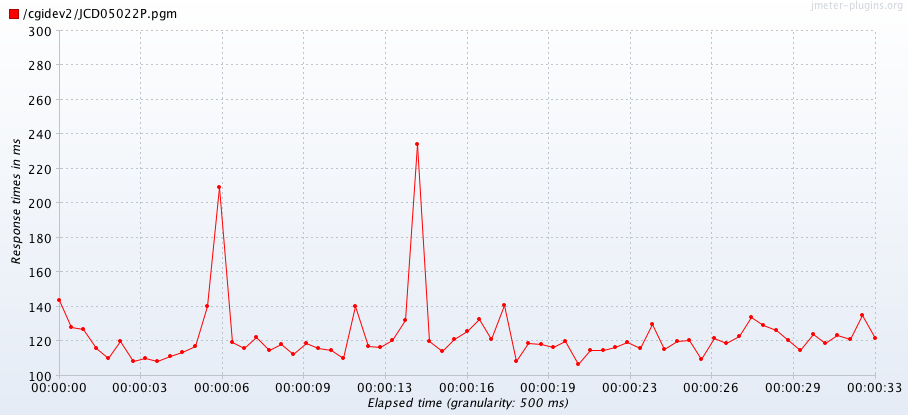 jmeter-plugins.org
/cgidev2/JCD05022P.pgm
300
280
260
240
220
200
180
160
140
120
100
Response times in ms
00:00:00 00:00:03 00:00:06 00:00:09 00:00:13 00:00:16 00:00:19 00:00:23 00:00:26 00:00:29 00:00:33
Elapsed time (granularity: 500 ms)